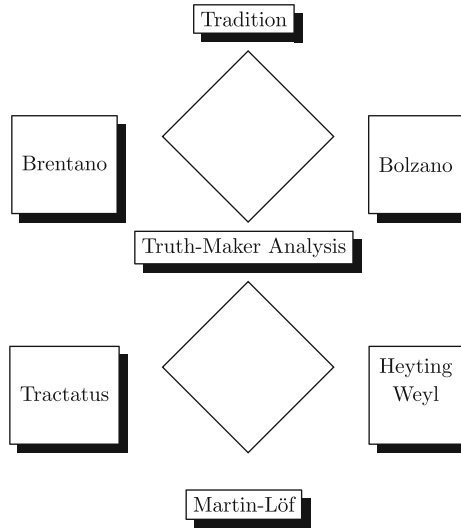 Tradition
Brentano
Bolzano
Truth-Maker Analysis
Tractatus
Heyting
Weyl
Martin-Löf